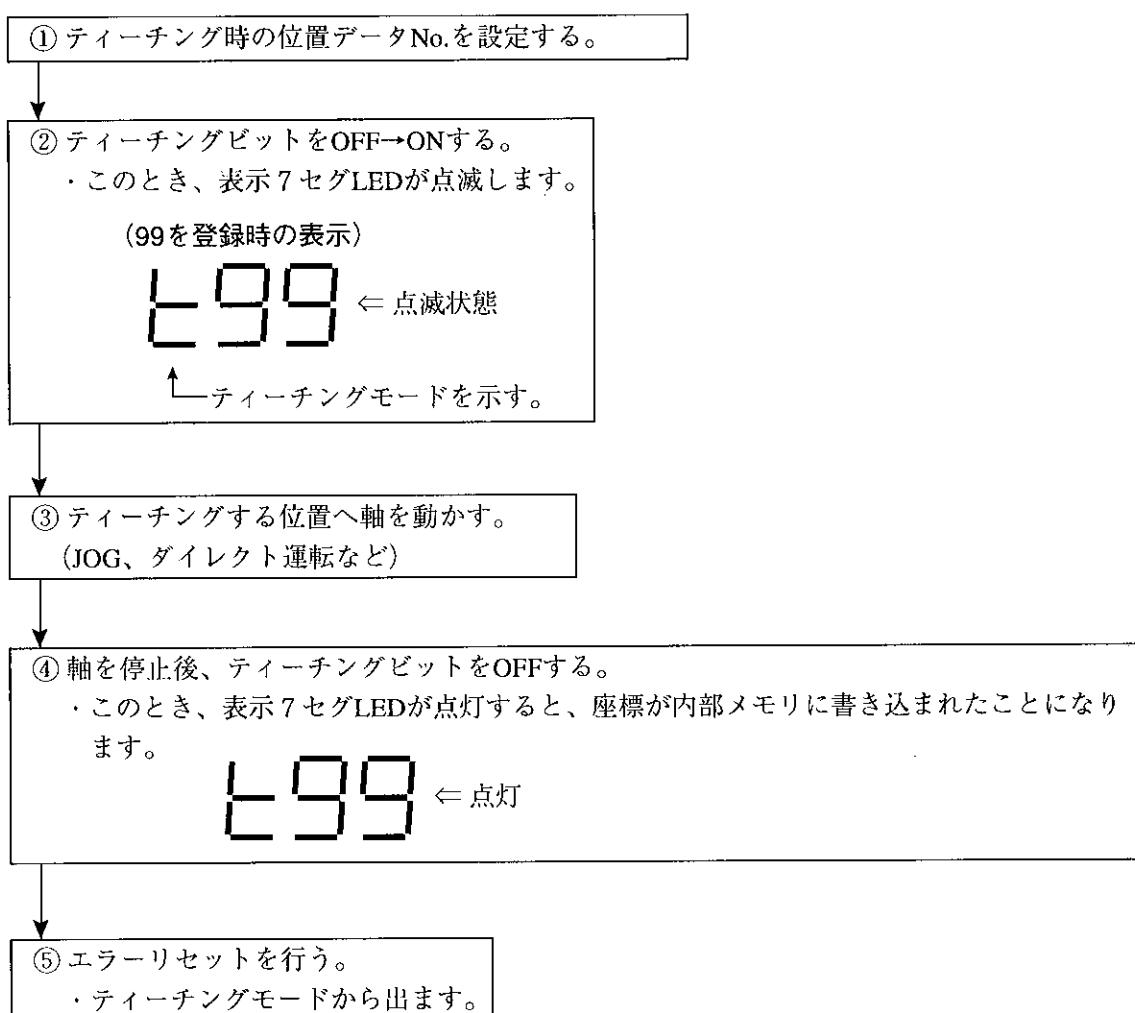 ① ティーチング時の位置データNo.を設定する。
② ティーチングビットをOFF→ONする。
・このとき、表示7セグLEDが点滅します。
(99を登録時の表示)
t99 ⇐ 点滅状態
ティーチングモードを示す。
③ ティーチングする位置へ軸を動かす。
(JOG、ダイレクト運転など)
④ 軸を停止後、ティーチングビットをOFFする。
・このとき、表示7セグLEDが点灯すると、座標が内部メモリに書き込まれたことになり
ます。
t99 ⇐ 点灯
⑤ エラーリセットを行う。
・ティーチングモードから出ます。